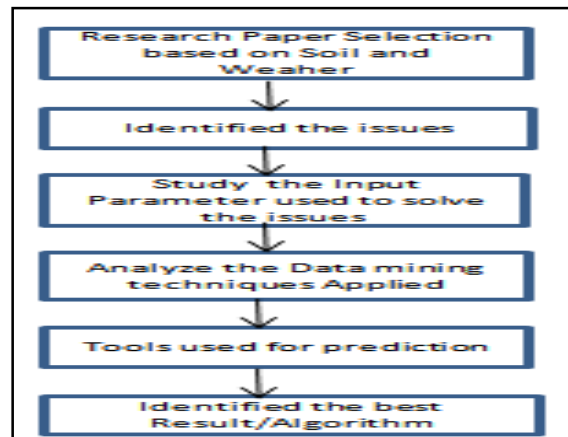 Research Paper Selection
based on Soil and
Weaher
Identified the issues
Study the Input
Parameter used to solve
the issues
Analyze the Data mining
techniques Applied
Tools used for prediction
Identified the best
Result/Algorithm